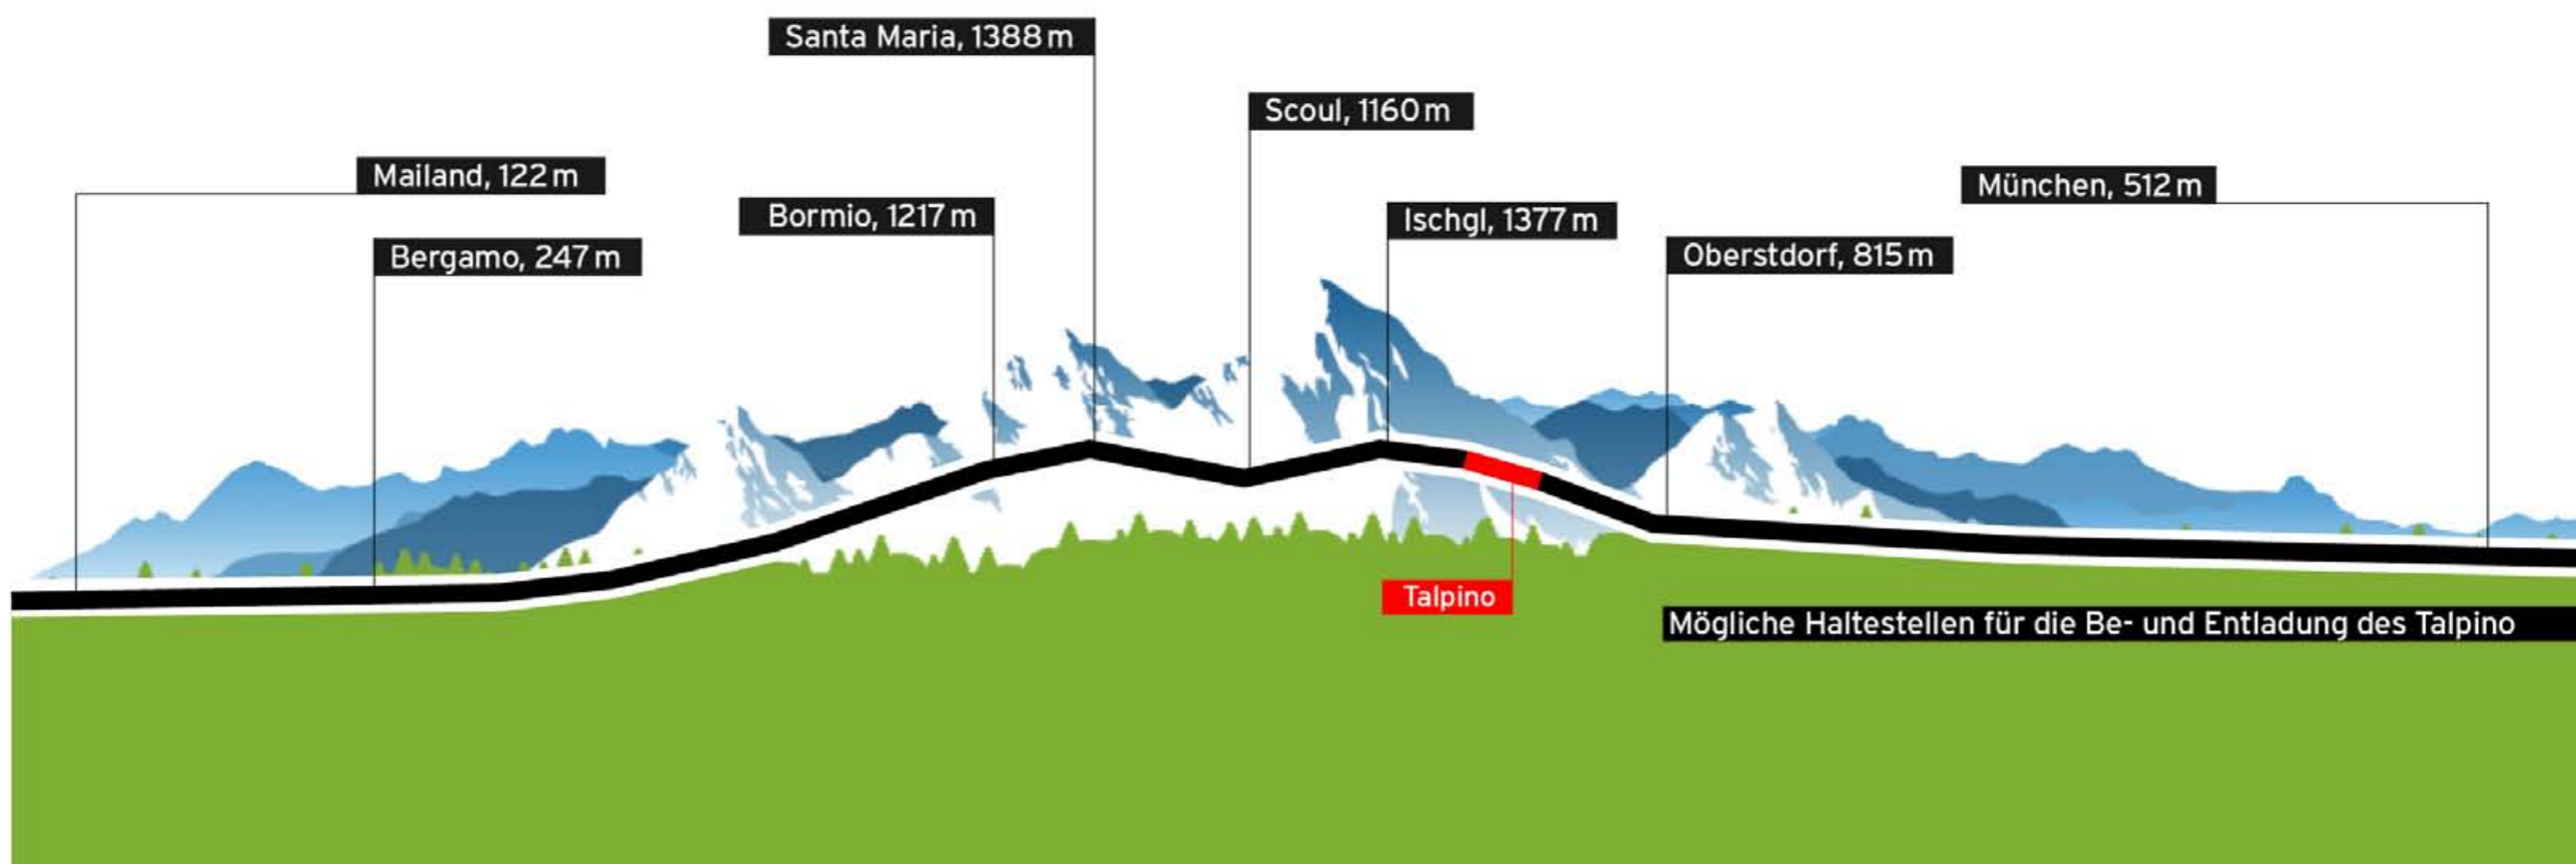 Santa Maria, 1388 m
Scoul, 1160 m
Mailand, 122 m
München, 512 m
Bormio, 1217 m
Ischgl, 1377 m
Bergamo, 247 m
Oberstdorf, 815 m
Talpino
Mögliche Haltestellen für die Be- und Entladung des Talpino